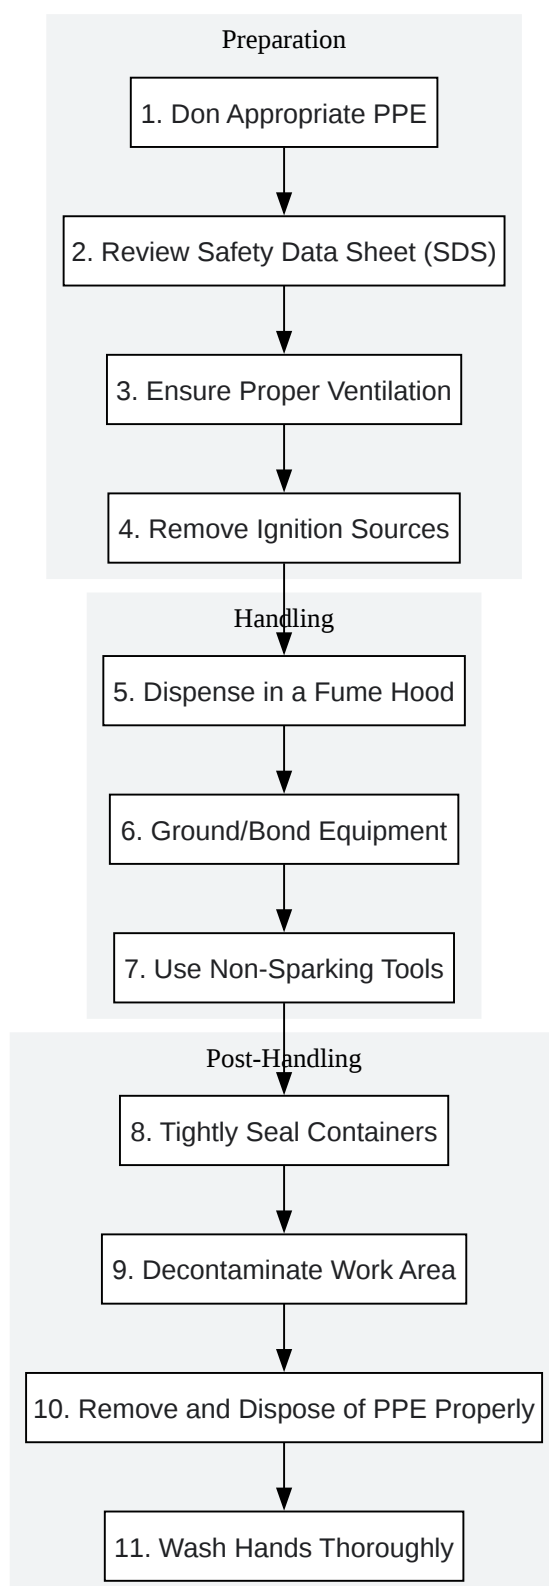 Preparation
1. Don Appropriate PPE
2. Review Safety Data Sheet (SDS)
3. Ensure Proper Ventilation
4. Remove Ignition Sources
Handling
5. Dispense in a Fume Hood
6. Ground/Bond Equipment
7. Use Non-Sparking Tools
Post-Handling
8. Tightly Seal Containers
9. Decontaminate Work Area
10. Remove and Dispose of PPE Properly
11. Wash Hands Thoroughly